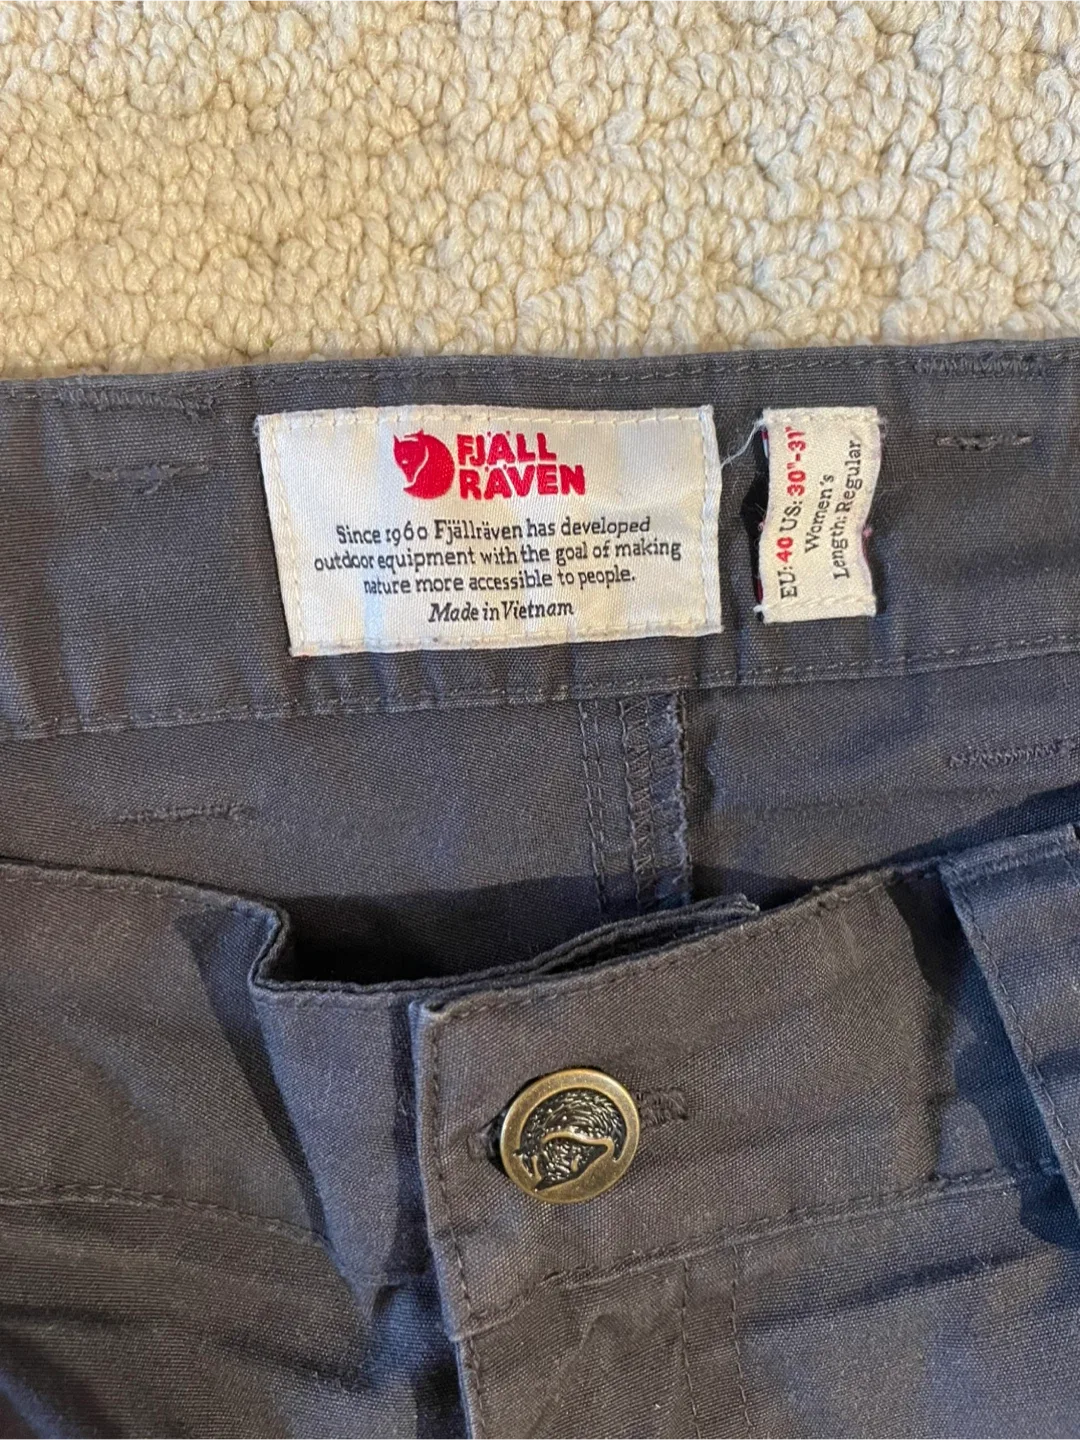 FJÄLL
RÄVEN
Since 1960 Fjällräven has developed
outdoor equipment with the goal of making
nature more accessible to people.
Made in Vietnam
EU: 40 US: 30"-31"
Women's
Length: Regular